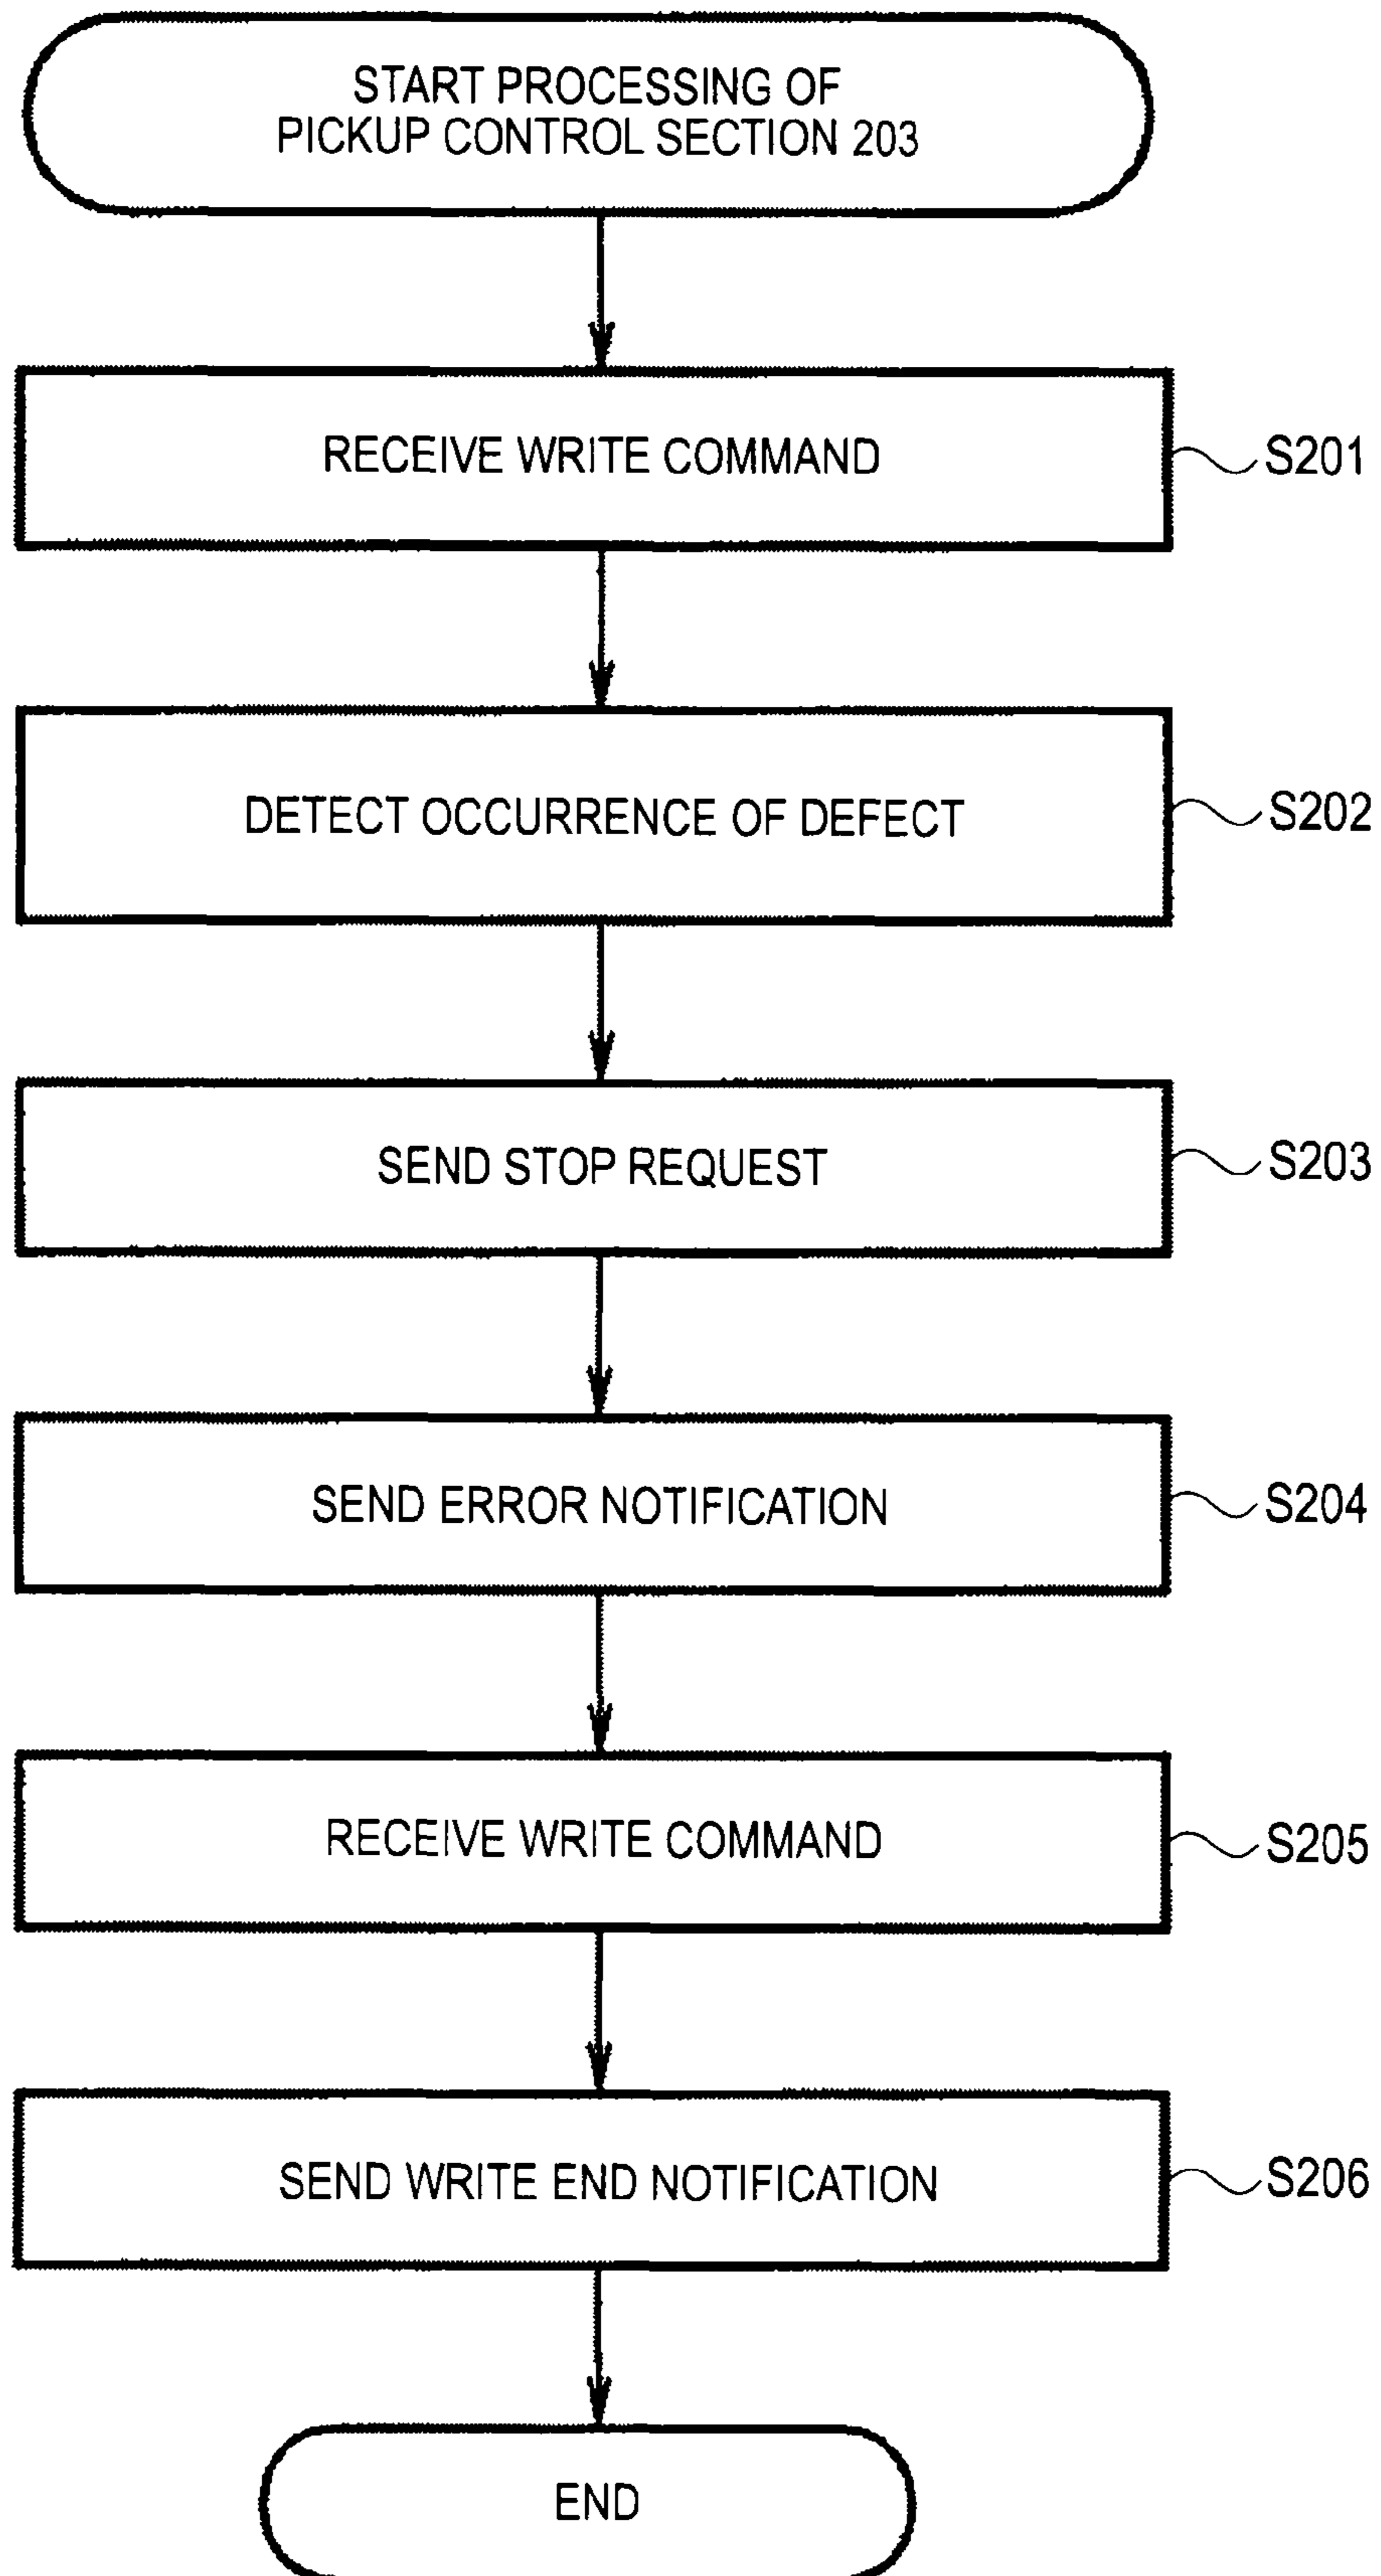 START PROCESSING OF
PICKUP CONTROL SECTION 203
RECEIVE WRITE COMMAND
S201
DETECT OCCURRENCE OF DEFECT
S202
SEND STOP REQUEST
S203
SEND ERROR NOTIFICATION
S204
RECEIVE WRITE COMMAND
S205
SEND WRITE END NOTIFICATION
S206
END